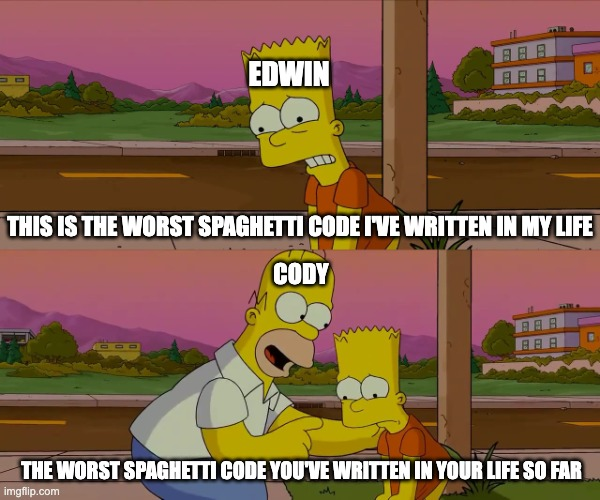 EDWIN
THIS IS THE WORST SPAGHETTI CODE I'VE WRITTEN IN MY LIFE
CODY
THE WORST SPAGHETTI CODE YOU'VE WRITTEN IN YOUR LIFE SO FAR
imgflip.com